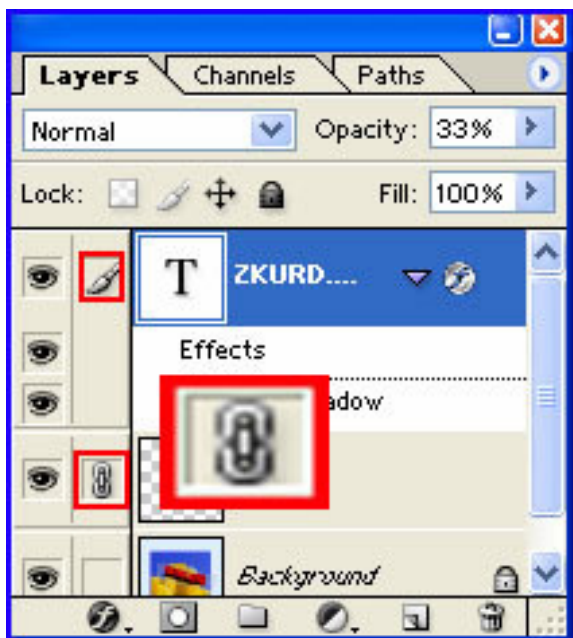 Layers Channels Paths
Normal Opacity: 33%
Lock: Fill: 100%
T ZKURD....
Effects
adow
Background